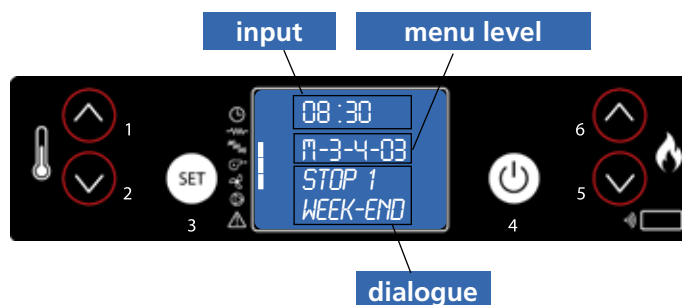 input
menu level
08:30
M-3-4-03
STOP 1
WEEK-END
1
2
SET
3
4
6
5
dialogue